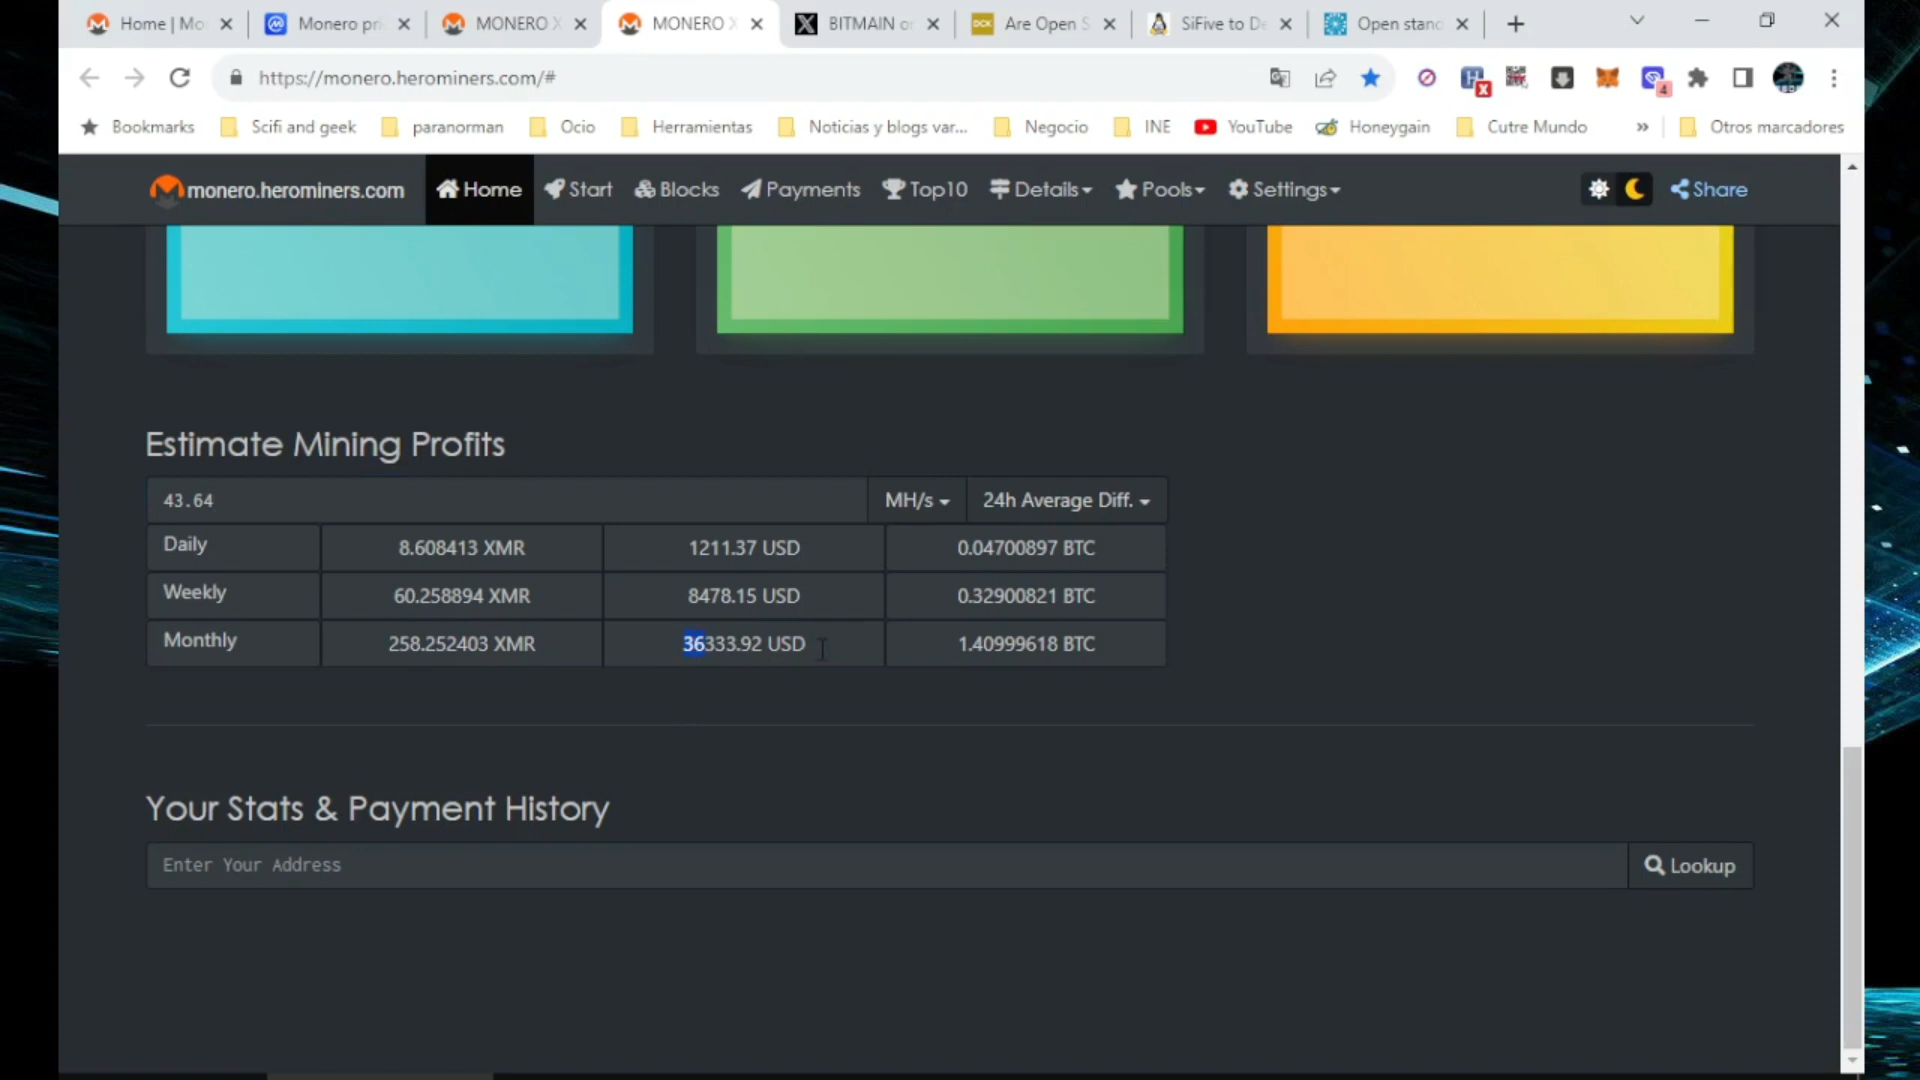 Home | Mo
Monero pri
MONERO X
MONERO X
BITMAIN or
Are Open S
SiFive to De
Open stand
https://monero.herominers.com/#
4
Bookmarks
Scifi and geek
paranorman
Ocio
Herramientas
Noticias y blogs var...
Negocio
INE
YouTube
Honeygain
Cutre Mundo
»
Otros marcadores
monero.herominers.com
Home
Start
Blocks
Payments
Top10
Details
Pools
Settings
Share
Estimate Mining Profits
43.64 MH/s 24h Average Diff.
Daily 8.608413 XMR 1211.37 USD 0.04700897 BTC
Weekly 60.258894 XMR 8478.15 USD 0.32900821 BTC
Monthly 258.252403 XMR 36333.92 USD 1.40999618 BTC
Your Stats & Payment History
Enter Your Address
Lookup